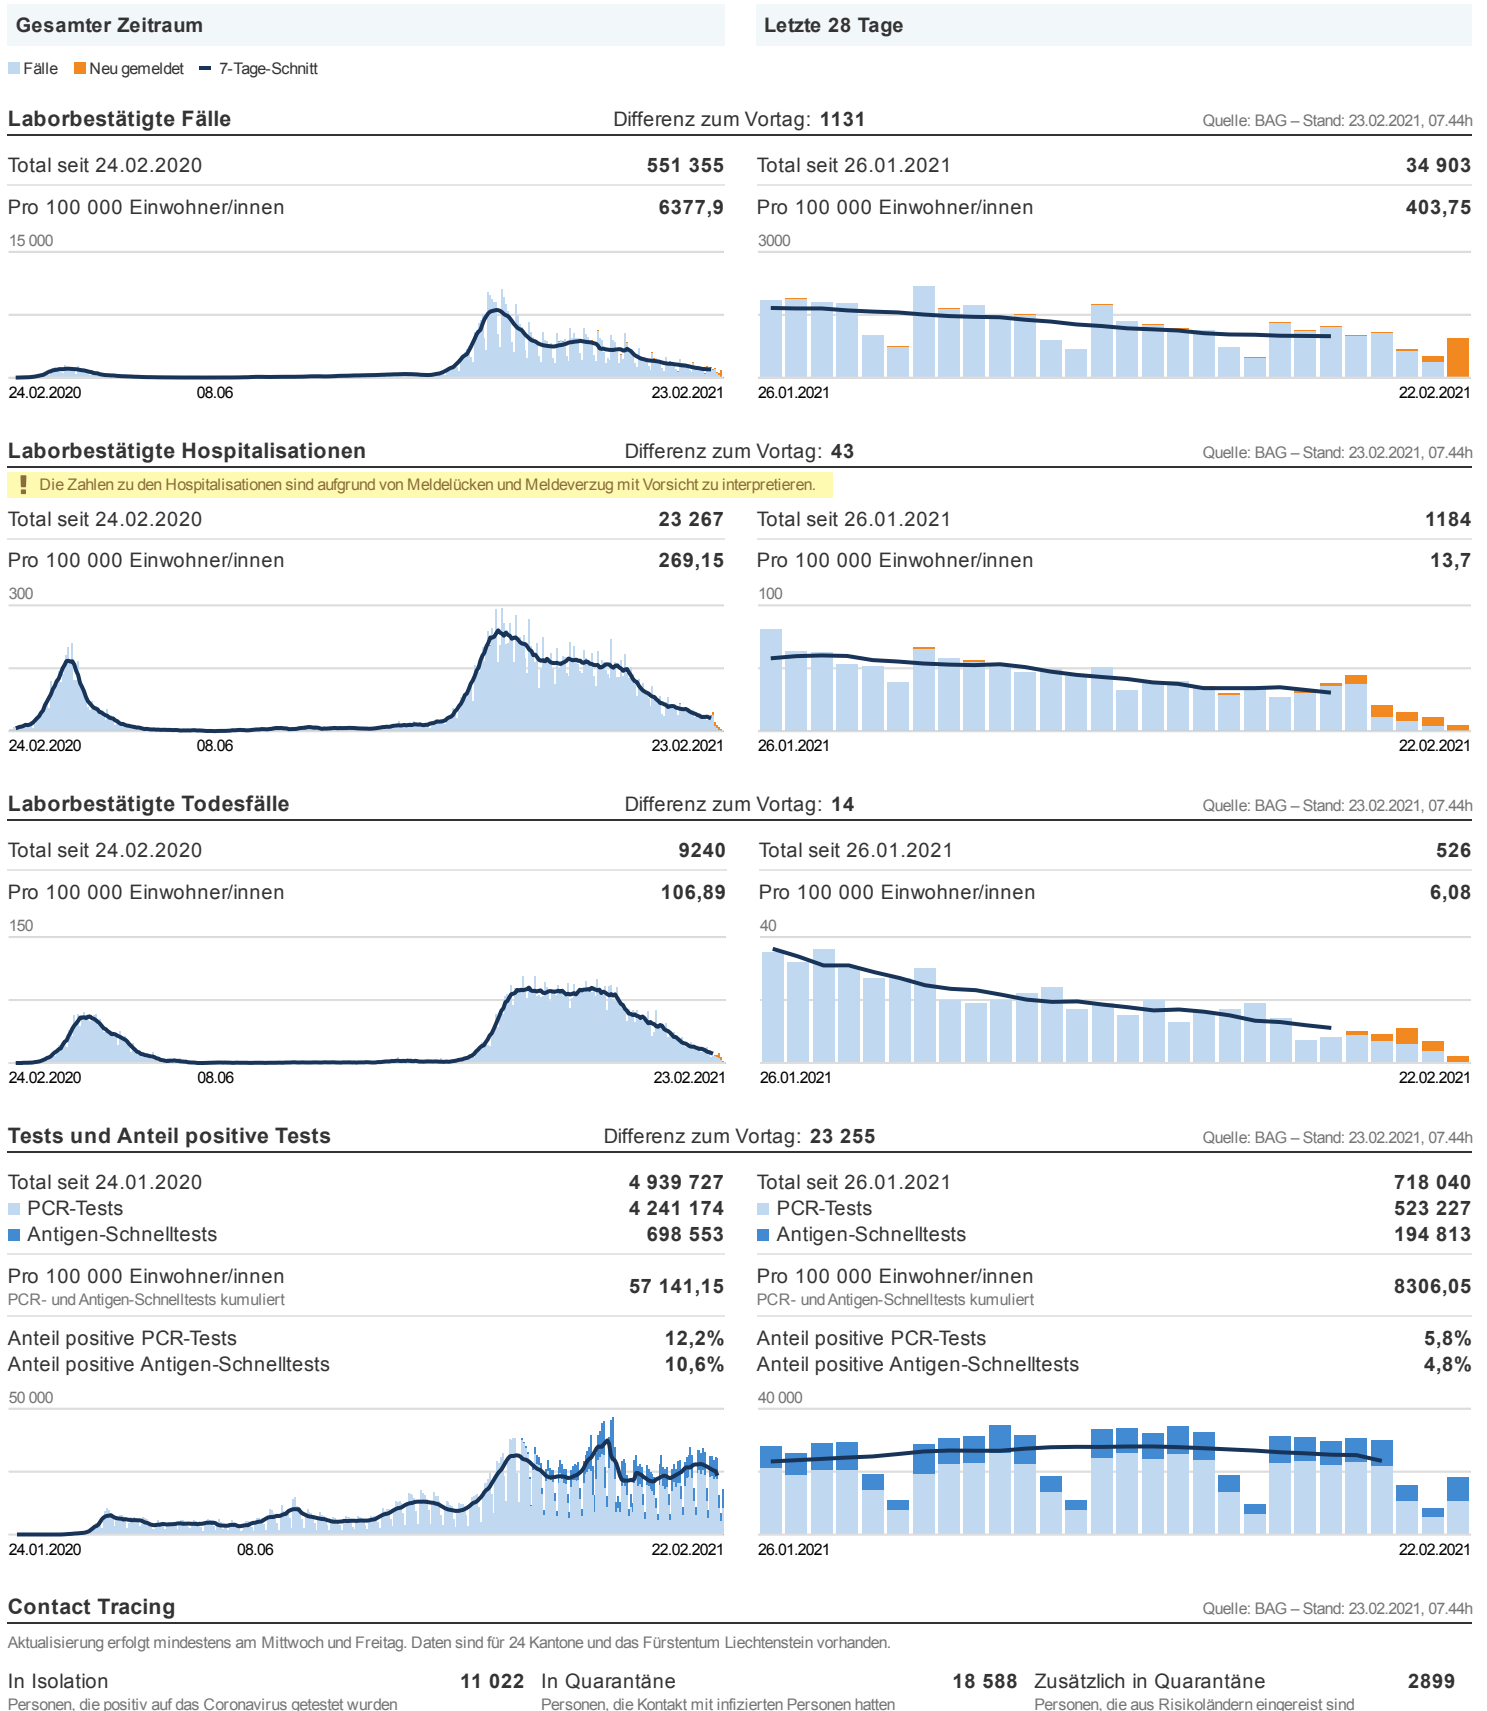 Gesamter Zeitraum
Letzte 28 Tage
Fälle Neu gemeldet 7-Tage-Schnitt
Laborbestätigte Fälle Differenz zum Vortag: 1131 Quelle: BAG – Stand: 23.02.2021, 07.44h
Total seit 24.02.2020 551 355 Total seit 26.01.2021 34 903
Pro 100 000 Einwohner/innen 6377,9 Pro 100 000 Einwohner/innen 403,75
15 000 3000
24.02.2020 08.06 23.02.2021 26.01.2021 22.02.2021
Laborbestätigte Hospitalisationen Differenz zum Vortag: 43 Quelle: BAG – Stand: 23.02.2021, 07.44h
! Die Zahlen zu den Hospitalisationen sind aufgrund von Meldelücken und Meldeverzug mit Vorsicht zu interpretieren.
Total seit 24.02.2020 23 267 Total seit 26.01.2021 1184
Pro 100 000 Einwohner/innen 269,15 Pro 100 000 Einwohner/innen 13,7
300 100
24.02.2020 08.06 23.02.2021 26.01.2021 22.02.2021
Laborbestätigte Todesfälle Differenz zum Vortag: 14 Quelle: BAG – Stand: 23.02.2021, 07.44h
Total seit 24.02.2020 9240 Total seit 26.01.2021 526
Pro 100 000 Einwohner/innen 106,89 Pro 100 000 Einwohner/innen 6,08
150 40
24.02.2020 08.06 23.02.2021 26.01.2021 22.02.2021
Tests und Anteil positive Tests Differenz zum Vortag: 23 255 Quelle: BAG – Stand: 23.02.2021, 07.44h
Total seit 24.01.2020 4 939 727 Total seit 26.01.2021 718 040
PCR-Tests 4 241 174 PCR-Tests 523 227
Antigen-Schnelltests 698 553 Antigen-Schnelltests 194 813
Pro 100 000 Einwohner/innen 57 141,15 Pro 100 000 Einwohner/innen 8306,05
PCR- und Antigen-Schnelltests kumuliert PCR- und Antigen-Schnelltests kumuliert
Anteil positive PCR-Tests 12,2% Anteil positive PCR-Tests 5,8%
Anteil positive Antigen-Schnelltests 10,6% Anteil positive Antigen-Schnelltests 4,8%
50 000 40 000
24.01.2020 08.06 22.02.2021 26.01.2021 22.02.2021
Contact Tracing Quelle: BAG – Stand: 23.02.2021, 07.44h
Aktualisierung erfolgt mindestens am Mittwoch und Freitag. Daten sind für 24 Kantone und das Fürstentum Liechtenstein vorhanden.
In Isolation 11 022 In Quarantäne 18 588 Zusätzlich in Quarantäne 2899
Personen, die positiv auf das Coronavirus getestet wurden Personen, die Kontakt mit infizierten Personen hatten Personen, die aus Risikoländern eingereist sind